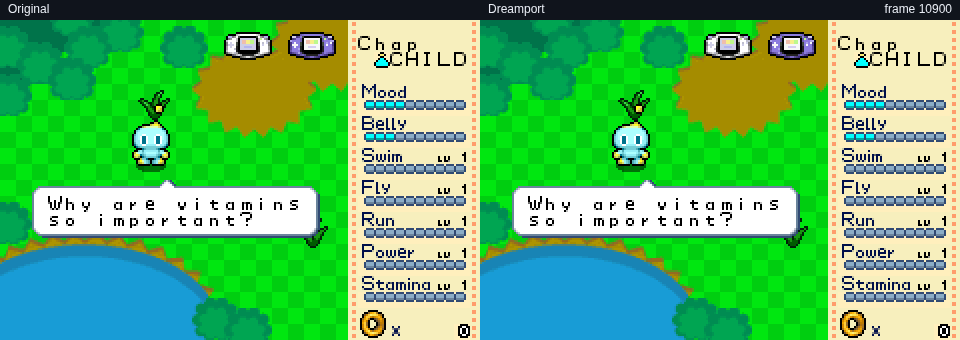 Original
Dreamport
frame 10900
Chap
CHILD
Mood
Belly
Swim Lv 1
Fly Lv 1
Run Lv 1
Power Lv 1
Stamina Lv 1
x 0
Why are vitamins
so important?
Chap
CHILD
Mood
Belly
Swim Lv 1
Fly Lv 1
Run Lv 1
Power Lv 1
Stamina Lv 1
x 0
Why are vitamins
so important?